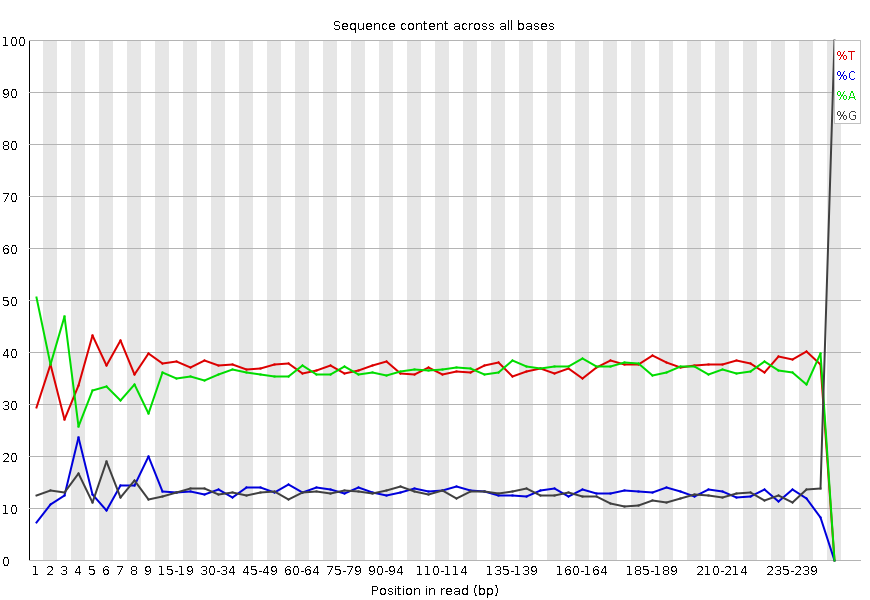 Sequence content across all bases
100
90
80
70
60
50
40
30
20
10
0
%T
%C
%A
%G
1 2 3 4 5 6 7 8 9 15-19 30-34 45-49 60-64 75-79 90-94 110-114 135-139 160-164 185-189 210-214 235-239
Position in read (bp)